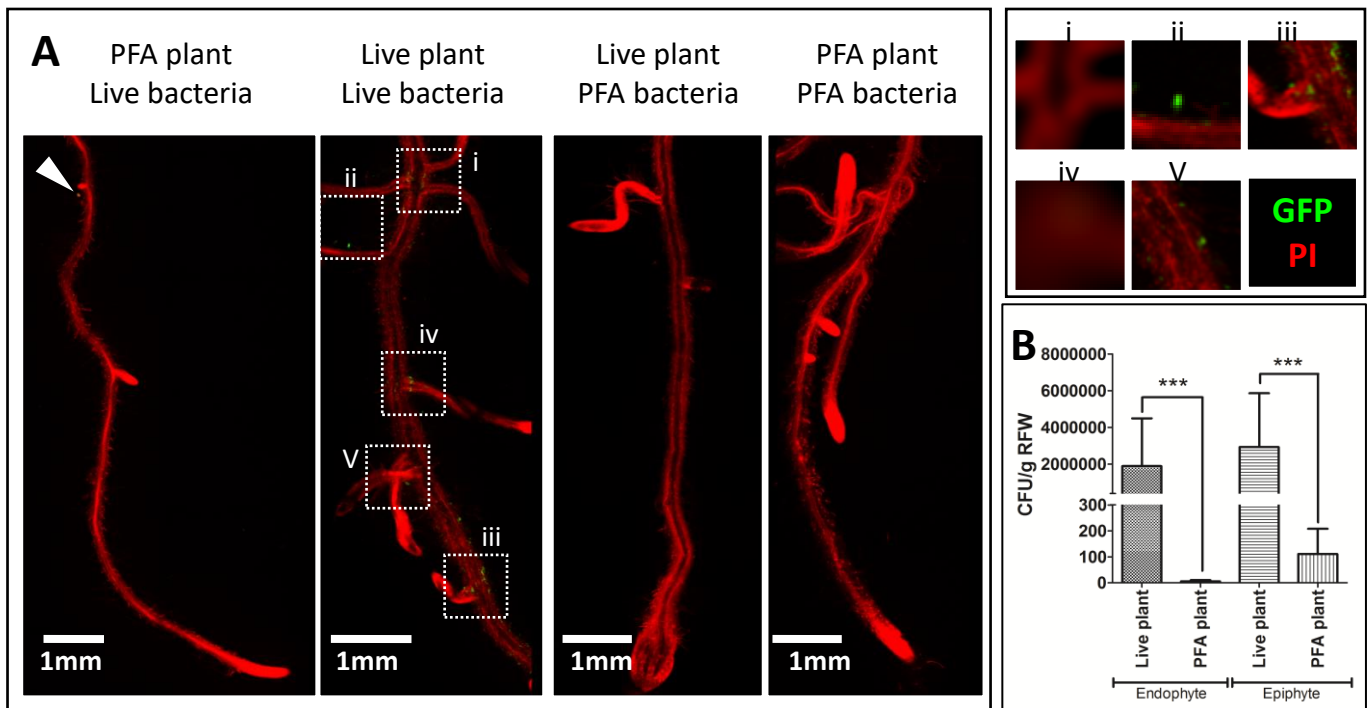 A
PFA plant
Live bacteria
Live plant
Live bacteria
Live plant
PFA bacteria
PFA plant
PFA bacteria
i
ii
iv
V
iii
1mm
1mm
1mm
1mm
i
ii
iii
iv
V
GFP
PI
B
CFU/g RFW
8000000
6000000
4000000
2000000
300
200
100
0
***
***
Live plant
PFA plant
Live plant
PFA plant
Endophyte
Epiphyte